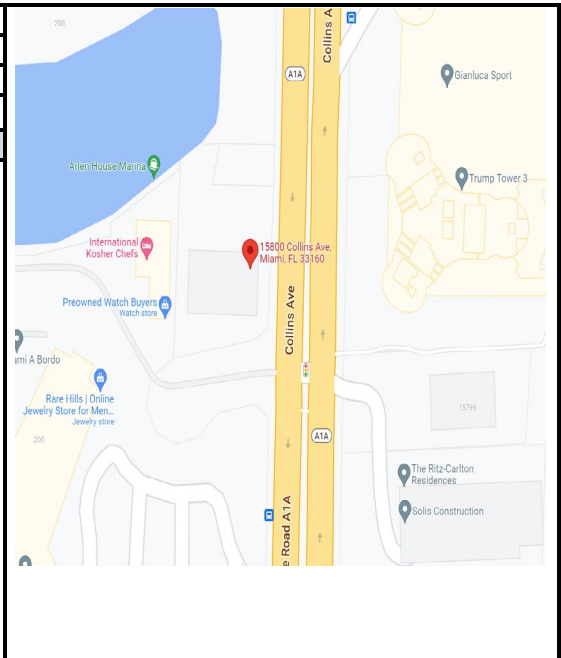 200
Collins A
A1A
Gianluca Sport
Arlen House Marina
Trump Tower 3
International
Kosher Chefs
15800 Collins Ave,
Miami, FL 33160
Preowned Watch Buyers
Watch store
Collins Ave
ami A Bordo
Rare Hills | Online
Jewelry Store for Men...
Jewelry store
15795
200
A1A
The Ritz-Carlton
Residences
Solis Construction
e Road A1A